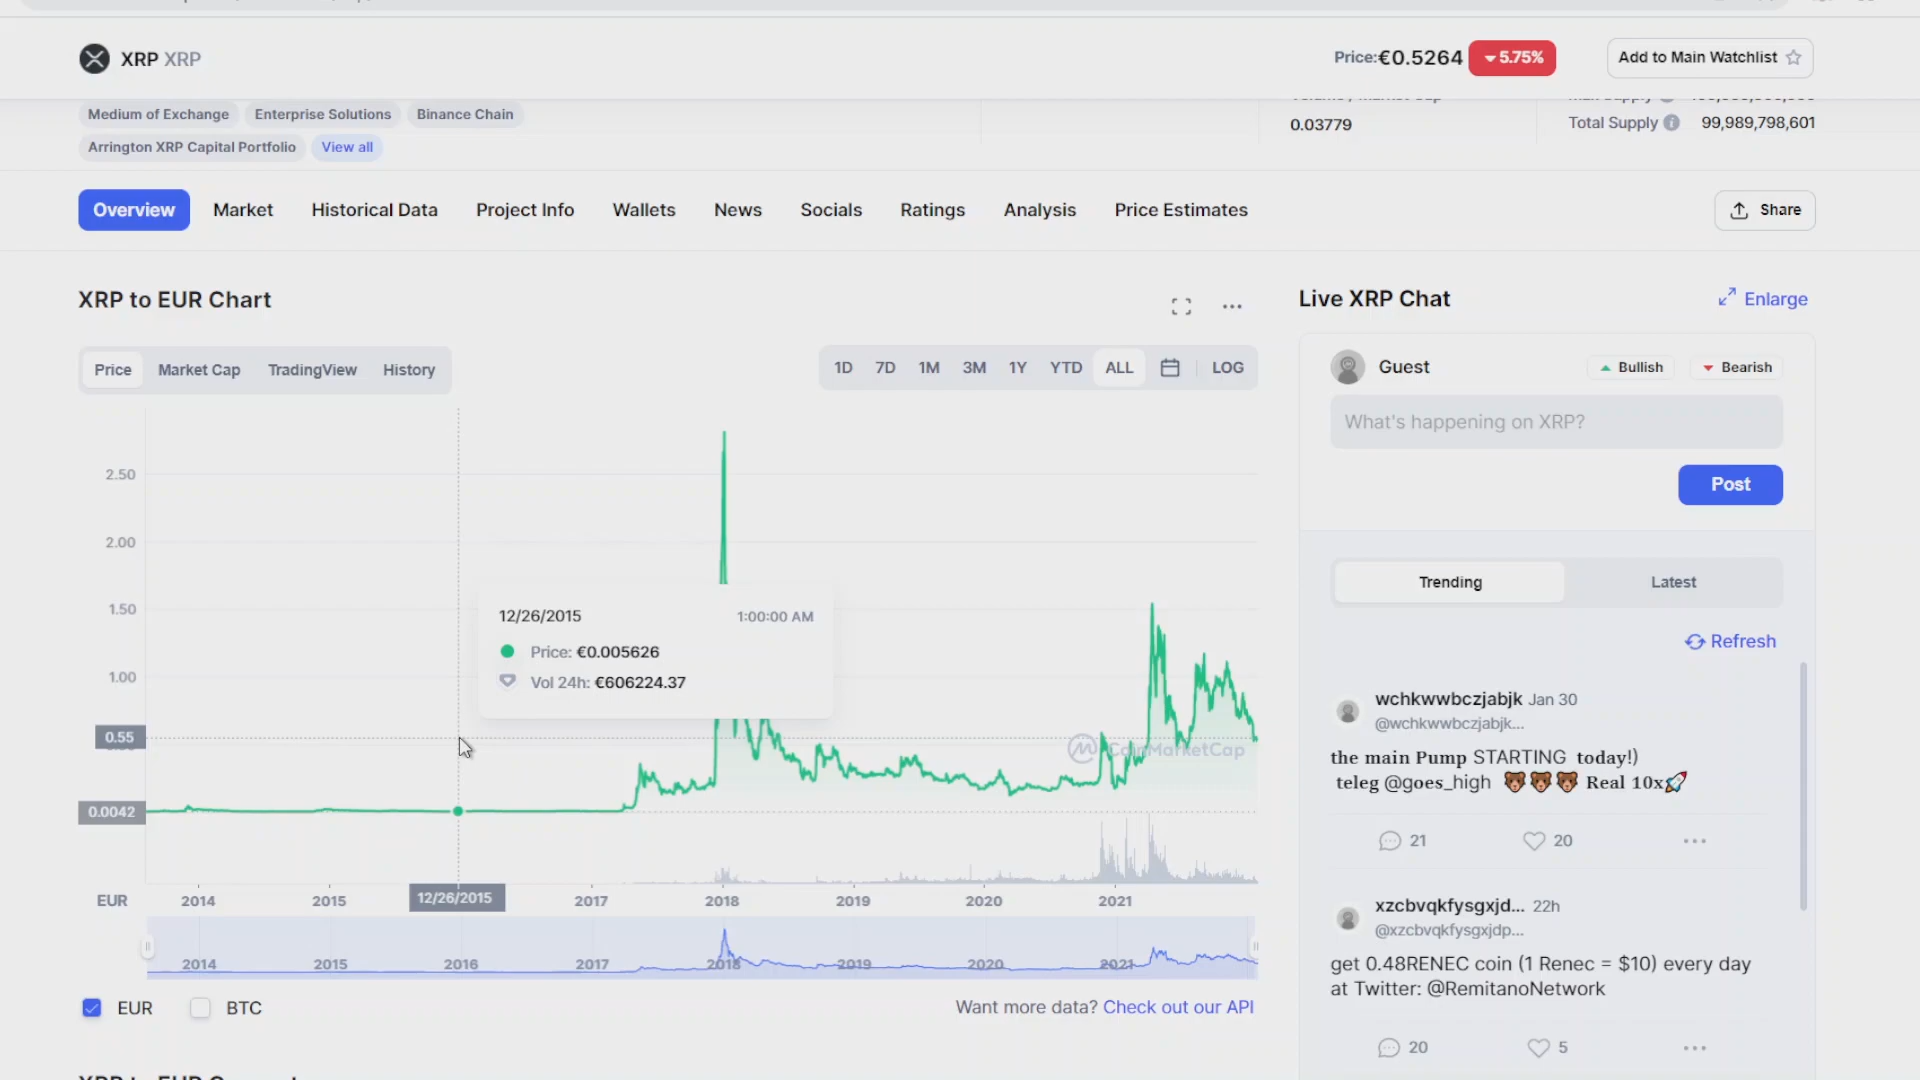 XRP XRP
Price:€0.5264 5.75%
Add to Main Watchlist
Medium of Exchange Enterprise Solutions Binance Chain
Arrington XRP Capital Portfolio View all
0.03779
Total Supply 99,989,798,601
Overview Market Historical Data Project Info Wallets News Socials Ratings Analysis Price Estimates
Share
XRP to EUR Chart
Price Market Cap TradingView History
1D 7D 1M 3M 1Y YTD ALL LOG
2.50
2.00
1.50
1.00
0.55
0.0042
12/26/2015 1:00:00 AM
Price: €0.005626
Vol 24h: €606224.37
CoinMarketCap
EUR 2014 2015 12/26/2015 2017 2018 2019 2020 2021
2014 2015 2016 2017 2018 2019 2020 2021
EUR BTC
Want more data? Check out our API
Live XRP Chat
Enlarge
Guest
Bullish Bearish
What's happening on XRP?
Post
Trending Latest
Refresh
wchkwwbczjabjk Jan 30
@wchkwwbczjabjk...
the main Pump STARTING today!)
teleg @goes_high 🐻🐻🐻 Real 10x🚀
21 20
xzcbvqkfysgxjd... 22h
@xzcbvqkfysgxjdp...
get 0.48RENEC coin (1 Renec = $10) every day
at Twitter: @RemitanoNetwork
20 5